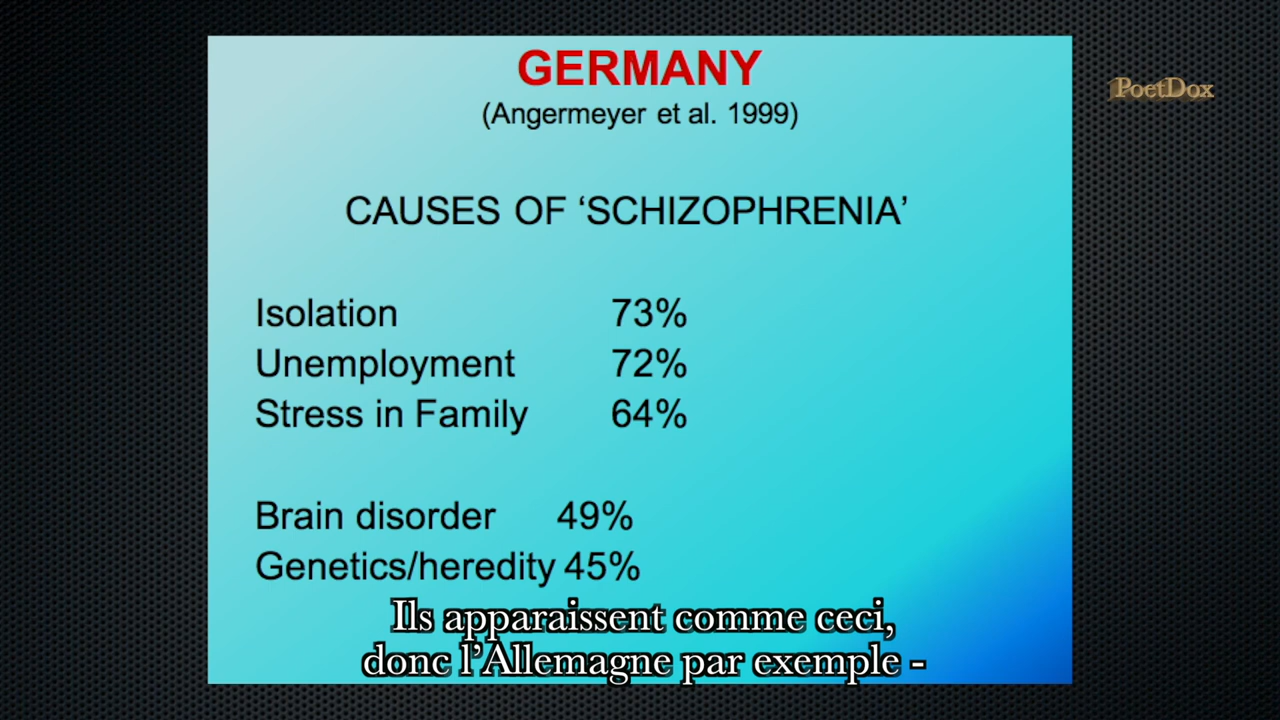 GERMANY
PoetDox
(Angermeyer et al. 1999)
CAUSES OF ‘SCHIZOPHRENIA’
Isolation 73%
Unemployment 72%
Stress in Family 64%
Brain disorder 49%
Genetics/heredity 45%
Ils apparaissent comme ceci,
donc l’Allemagne par exemple -